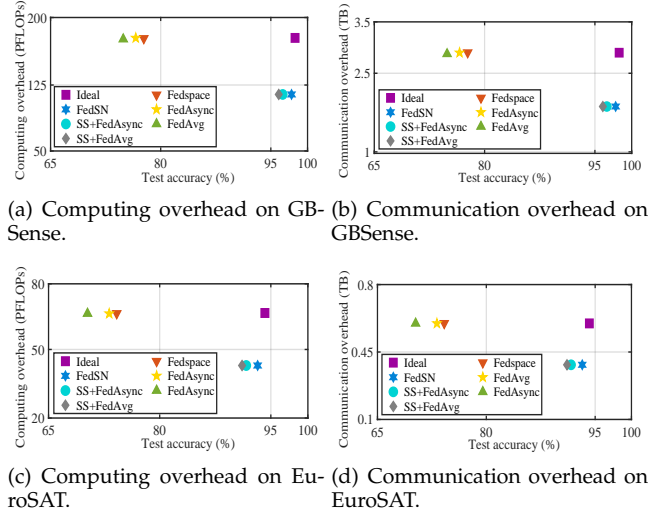 200
125
50
Computing overhead (PFLOPs)
Ideal
Fedspace
FedSN
FedAsync
SS+FedAsync
FedAvg
SS+FedAvg
65
80
95
100
Test accuracy (%)
3.5
2.5
1
Communication overhead (TB)
Ideal
Fedspace
FedSN
FedAsync
SS+FedAsync
FedAvg
SS+FedAvg
65
80
95
100
Test accuracy (%)
(a) Computing overhead on GB-
Sense.
(b) Communication overhead on
GBSense.
80
50
20
Computing overhead (PFLOPs)
Ideal
Fedspace
FedSN
FedAsync
SS+FedAsync
FedAvg
SS+FedAvg
65
80
95
100
Test accuracy (%)
0.8
0.45
0.1
Communication overhead (TB)
Ideal
Fedspace
FedSN
FedAvg
SS+FedAsync
FedAsync
SS+FedAvg
65
80
95
100
Test accuracy (%)
(c) Computing overhead on Eu-
roSAT.
(d) Communication overhead on
EuroSAT.